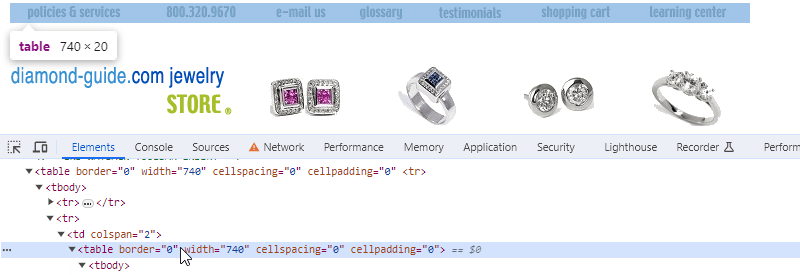 policies & services 800.320.9670 e-mail us glossary testimonials shopping cart learning center
table 740 × 20
diamond-guide.com jewelry
STORE ®
Elements Console Sources Network Performance Memory Application Security Lighthouse Recorder Perform
<table border="0" width="740" cellspacing="0" cellpadding="0" <tr>
<tbody>
<tr> … </tr>
<tr>
<td colspan="2">
… <table border="0" width="740" cellspacing="0" cellpadding="0"> == $0
<tbody>